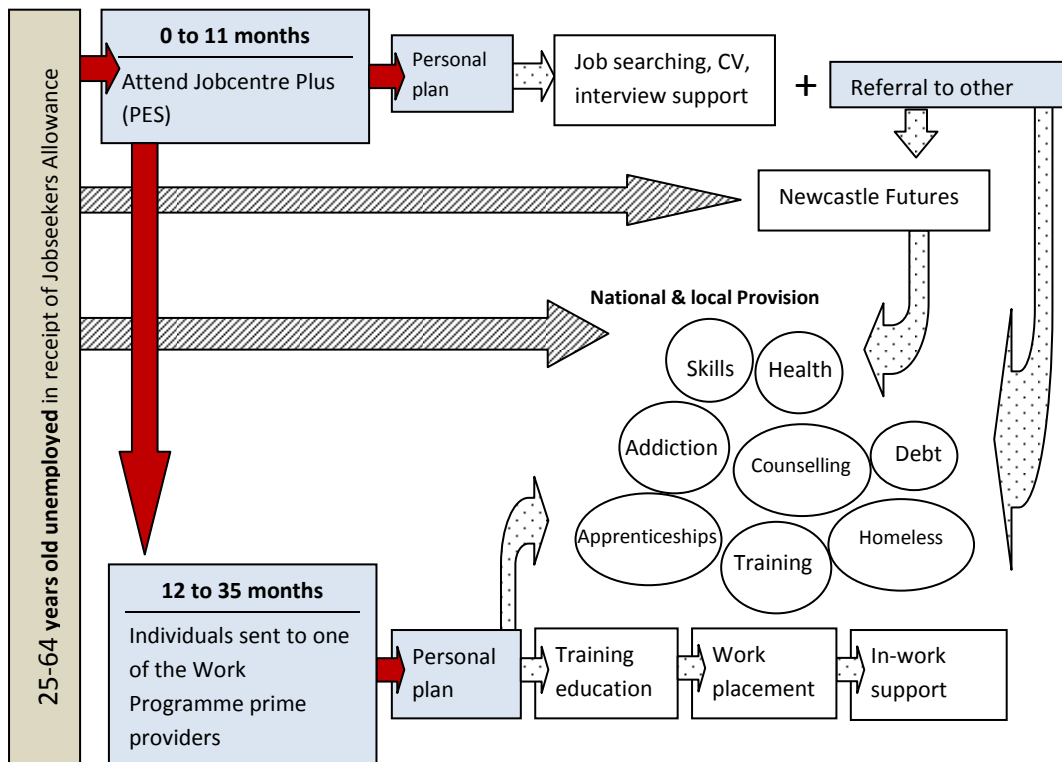 25-64 years old unemployed in receipt of Jobseekers Allowance
0 to 11 months
Attend Jobcentre Plus
(PES)
Personal
plan
Job searching, CV,
interview support
+
Referral to other
Newcastle Futures
National & local Provision
Skills
Health
Addiction
Counselling
Debt
Apprenticeships
Training
Homeless
12 to 35 months
Individuals sent to one
of the Work
Programme prime
providers
Personal
plan
Training
education
Work
placement
In-work
support